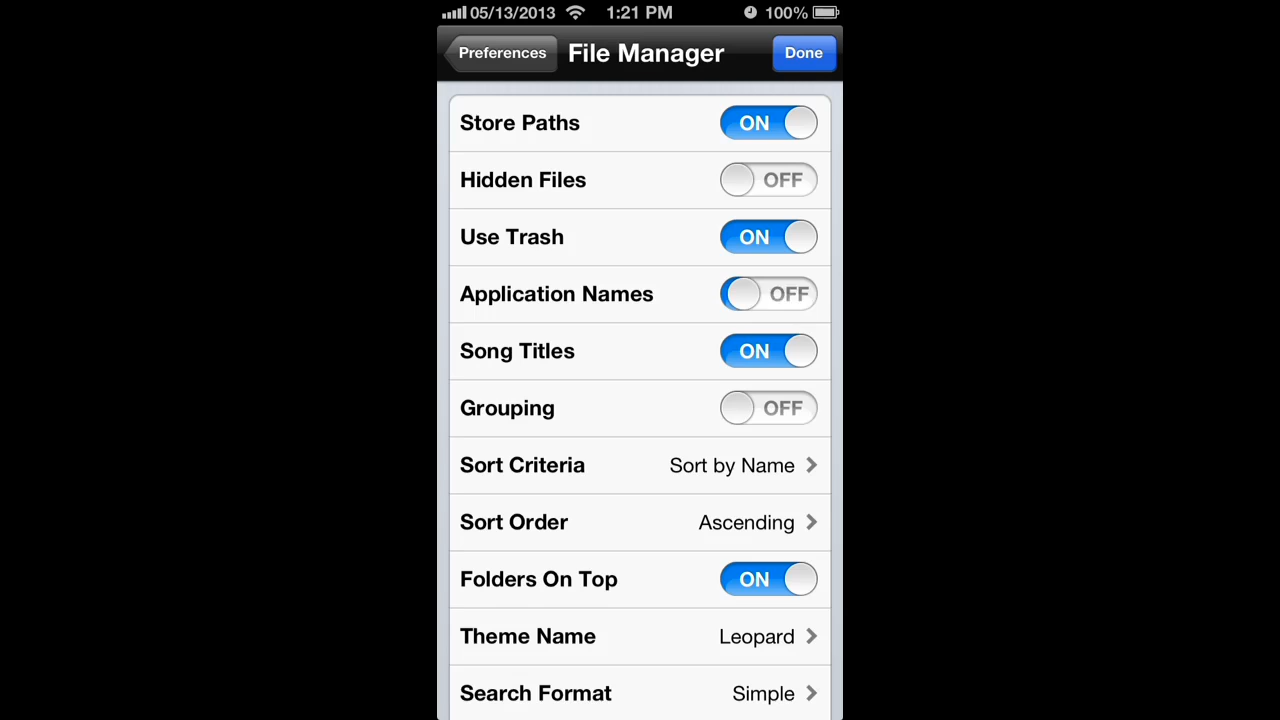 05/13/2013 1:21 PM 100%
Preferences File Manager Done
Store Paths ON
Hidden Files OFF
Use Trash ON
Application Names OFF
Song Titles ON
Grouping OFF
Sort Criteria Sort by Name
Sort Order Ascending
Folders On Top ON
Theme Name Leopard
Search Format Simple